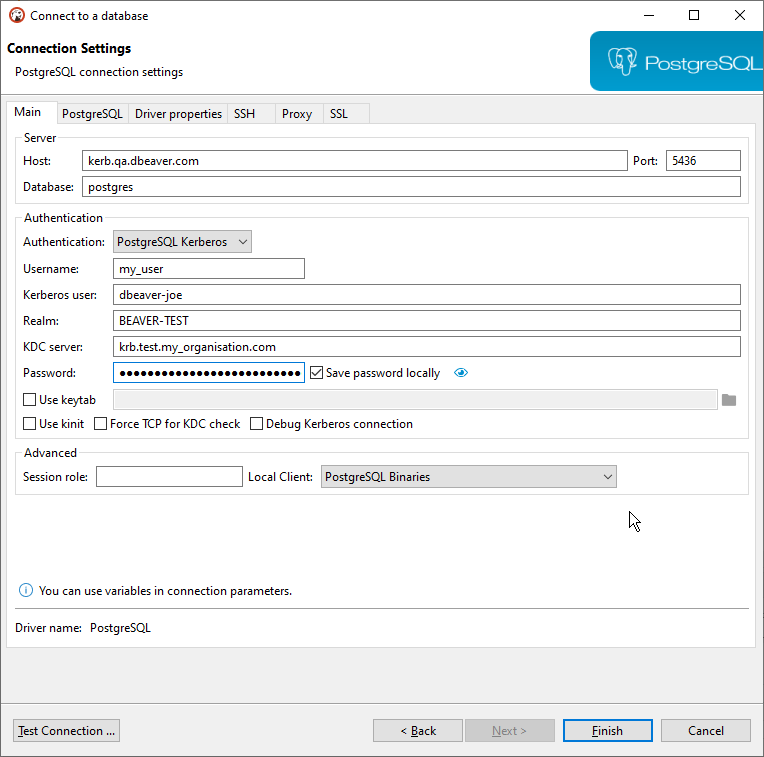 Connect to a database
Connection Settings
PostgreSQL connection settings
PostgreSQL
Main PostgreSQL Driver properties SSH Proxy SSL
Server
Host: kerb.qa.dbeaver.com Port: 5436
Database: postgres
Authentication
Authentication: PostgreSQL Kerberos
Username: my_user
Kerberos user: dbeaver-joe
Realm: BEAVER-TEST
KDC server: krb.test.my_organisation.com
Password: ●●●●●●●●●●●●●●●●●●●●●●●●●● Save password locally
Use keytab
Use kinit Force TCP for KDC check Debug Kerberos connection
Advanced
Session role: Local Client: PostgreSQL Binaries
You can use variables in connection parameters.
Driver name: PostgreSQL
Test Connection ... < Back Next > Finish Cancel